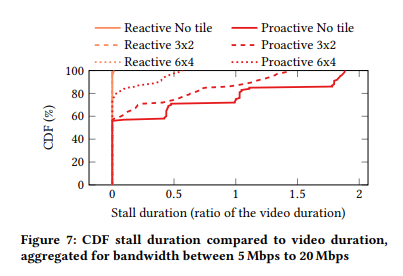 Reactive No tile Proactive No tile
Reactive 3x2 Proactive 3x2
Reactive 6x4 Proactive 6x4
100
80
60
40
20
0
CDF (%)
0 0.5 1 1.5 2
Stall duration (ratio of the video duration)
Figure 7: CDF stall duration compared to video duration,
aggregated for bandwidth between 5 Mbps to 20 Mbps